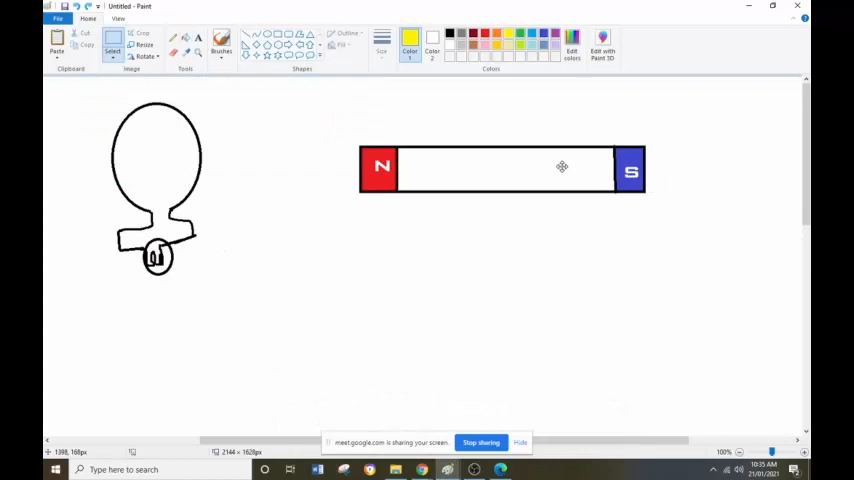 Untitled - Paint
File
Home
View
Paste
Cut
Copy
Clipboard
Select
Crop
Resize
Rotate
Image
A
Tools
Brushes
Shapes
Outline
Fill
Size
Color
1
Color
2
Edit
colors
Edit with
Paint 3D
Colors
N
S
meet.google.com is sharing your screen.
Stop sharing
Hide
1398, 168px
2144 × 1628px
100%
Type here to search
10:35 AM
21/01/2021